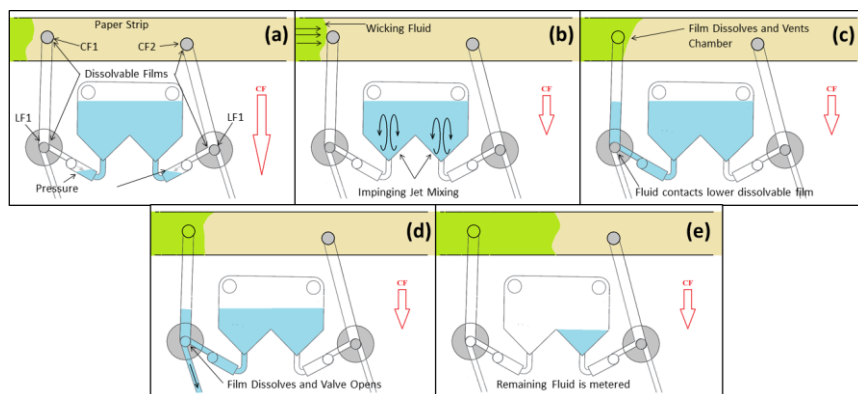 Paper Strip
(a)
CF1
CF2
Dissolvable Films
CF
LF1
LF1
Pressure
Wicking Fluid
(b)
CF
Impinging Jet Mixing
Film Dissolves and Vents
Chamber
(c)
CF
Fluid contacts lower dissolvable film
(d)
CF
Film Dissolves and Valve Opens
(e)
CF
Remaining Fluid is metered